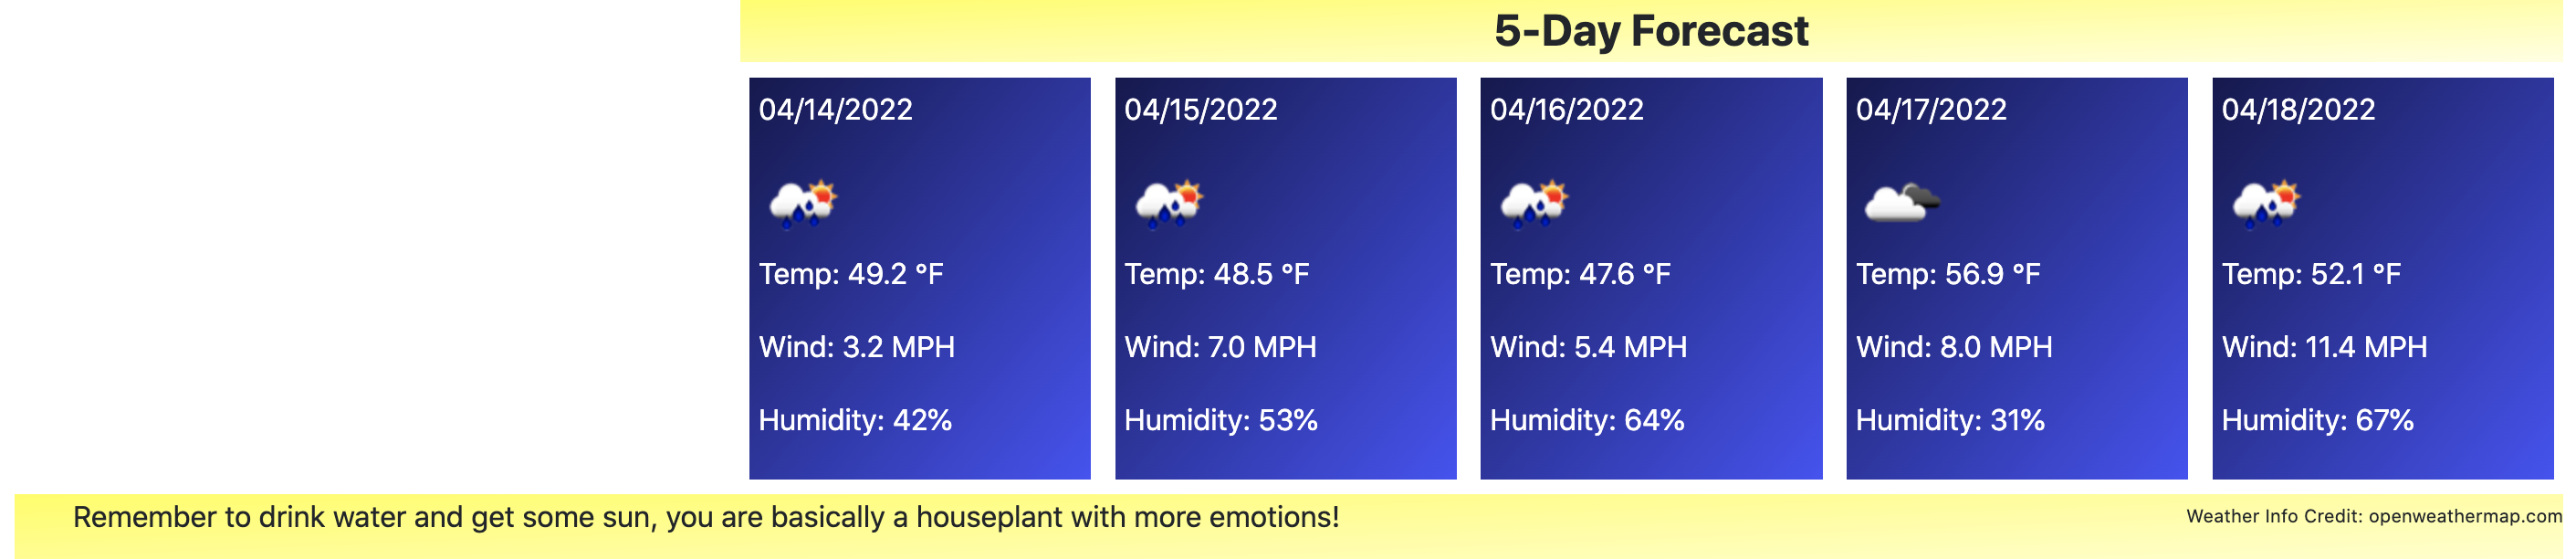 5-Day Forecast
04/14/2022
Temp: 49.2 °F
Wind: 3.2 MPH
Humidity: 42%
04/15/2022
Temp: 48.5 °F
Wind: 7.0 MPH
Humidity: 53%
04/16/2022
Temp: 47.6 °F
Wind: 5.4 MPH
Humidity: 64%
04/17/2022
Temp: 56.9 °F
Wind: 8.0 MPH
Humidity: 31%
04/18/2022
Temp: 52.1 °F
Wind: 11.4 MPH
Humidity: 67%
Remember to drink water and get some sun, you are basically a houseplant with more emotions!
Weather Info Credit: openweathermap.com